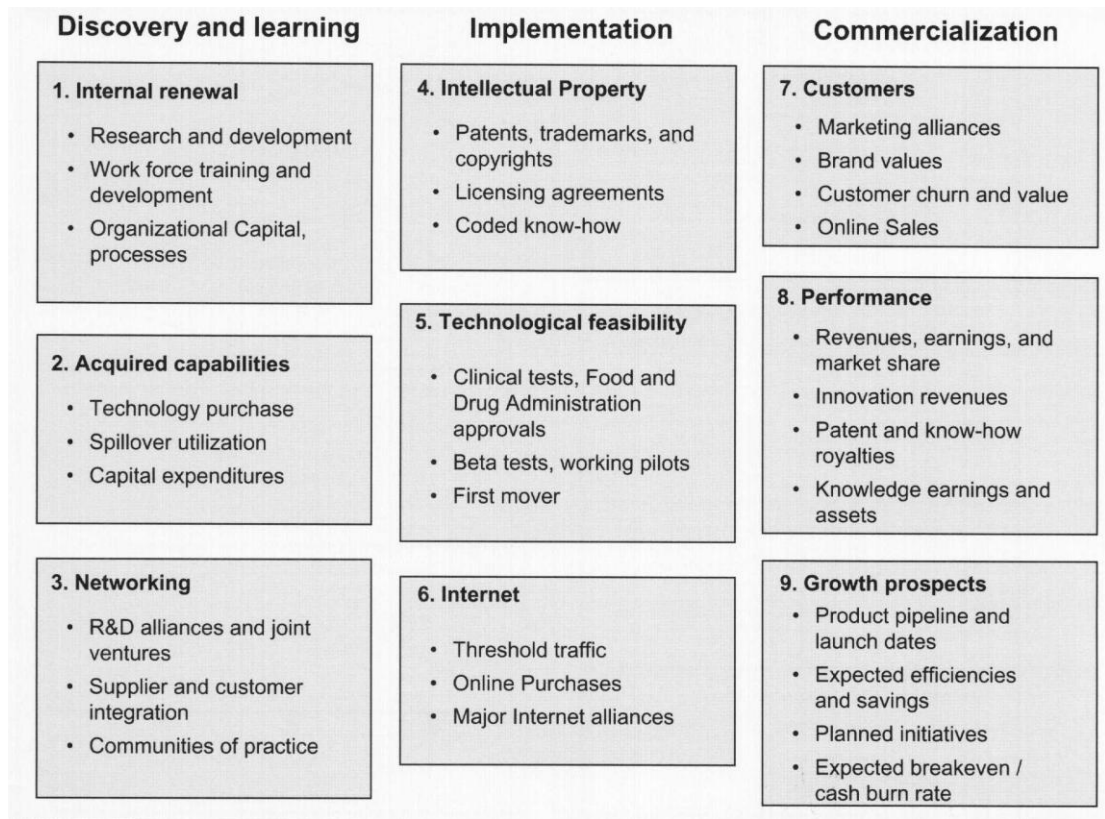 Discovery and learning
1. Internal renewal
• Research and development
• Work force training and
development
• Organizational Capital,
processes
2. Acquired capabilities
• Technology purchase
• Spillover utilization
• Capital expenditures
3. Networking
• R&D alliances and joint
ventures
• Supplier and customer
integration
• Communities of practice
Implementation
4. Intellectual Property
• Patents, trademarks, and
copyrights
• Licensing agreements
• Coded know-how
5. Technological feasibility
• Clinical tests, Food and
Drug Administration
approvals
• Beta tests, working pilots
• First mover
6. Internet
• Threshold traffic
• Online Purchases
• Major Internet alliances
Commercialization
7. Customers
• Marketing alliances
• Brand values
• Customer churn and value
• Online Sales
8. Performance
• Revenues, earnings, and
market share
• Innovation revenues
• Patent and know-how
royalties
• Knowledge earnings and
assets
9. Growth prospects
• Product pipeline and
launch dates
• Expected efficiencies
and savings
• Planned initiatives
• Expected breakeven /
cash burn rate